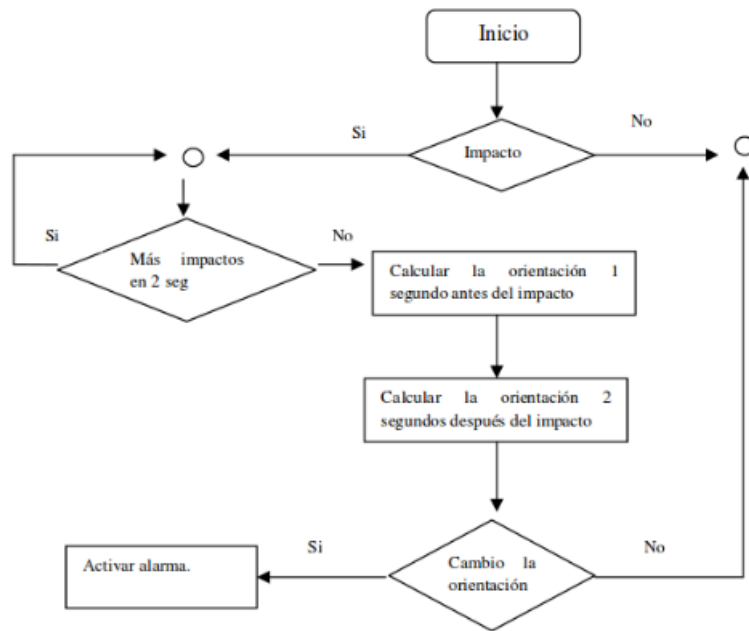 Inicio
Si
No
Impacto
Si
No
Más impactos
en 2 seg
Calcular la orientación 1
segundo antes del impacto
Calcular la orientación 2
segundos después del impacto
Si
No
Activar alarma.
Cambio la
orientación